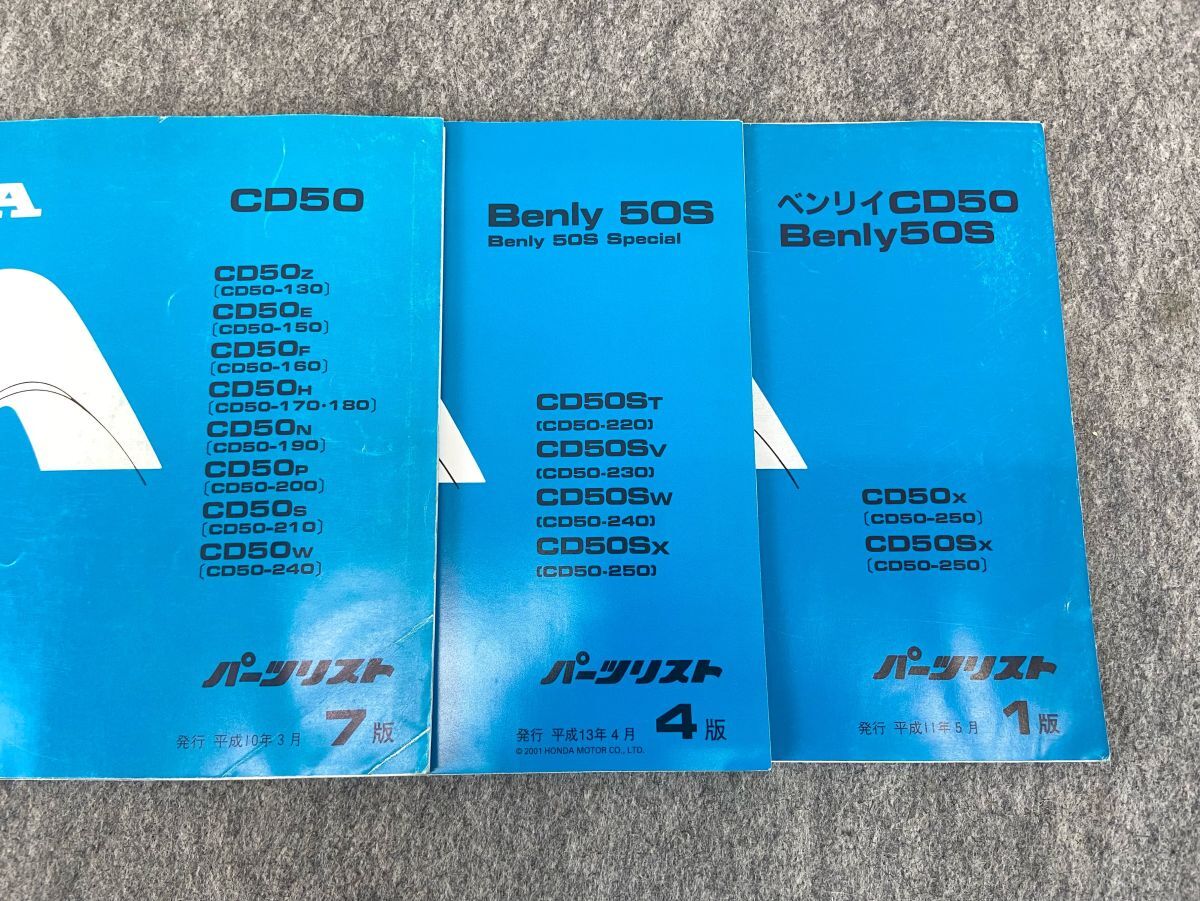 CD50
CD50Z
[CD50-130]
CD50E
[CD50-150]
CD50F
[CD50-160]
CD50H
[CD50-170・180]
CD50N
[CD50-190]
CD50P
[CD50-200]
CD50S
[CD50-210]
CD50W
[CD50-240]
パーツリスト
発行 平成10年3月 7版
Benly 50S
Benly 50S Special
CD50ST
[CD50-220]
CD50SV
[CD50-230]
CD50SW
[CD50-240]
CD50SX
[CD50-250]
パーツリスト
発行 平成13年4月 4版
© 2001 HONDA MOTOR CO., LTD.
ベンリイCD50
Benly50S
CD50X
[CD50-250]
CD50SX
[CD50-250]
パーツリスト
発行 平成11年5月 1版